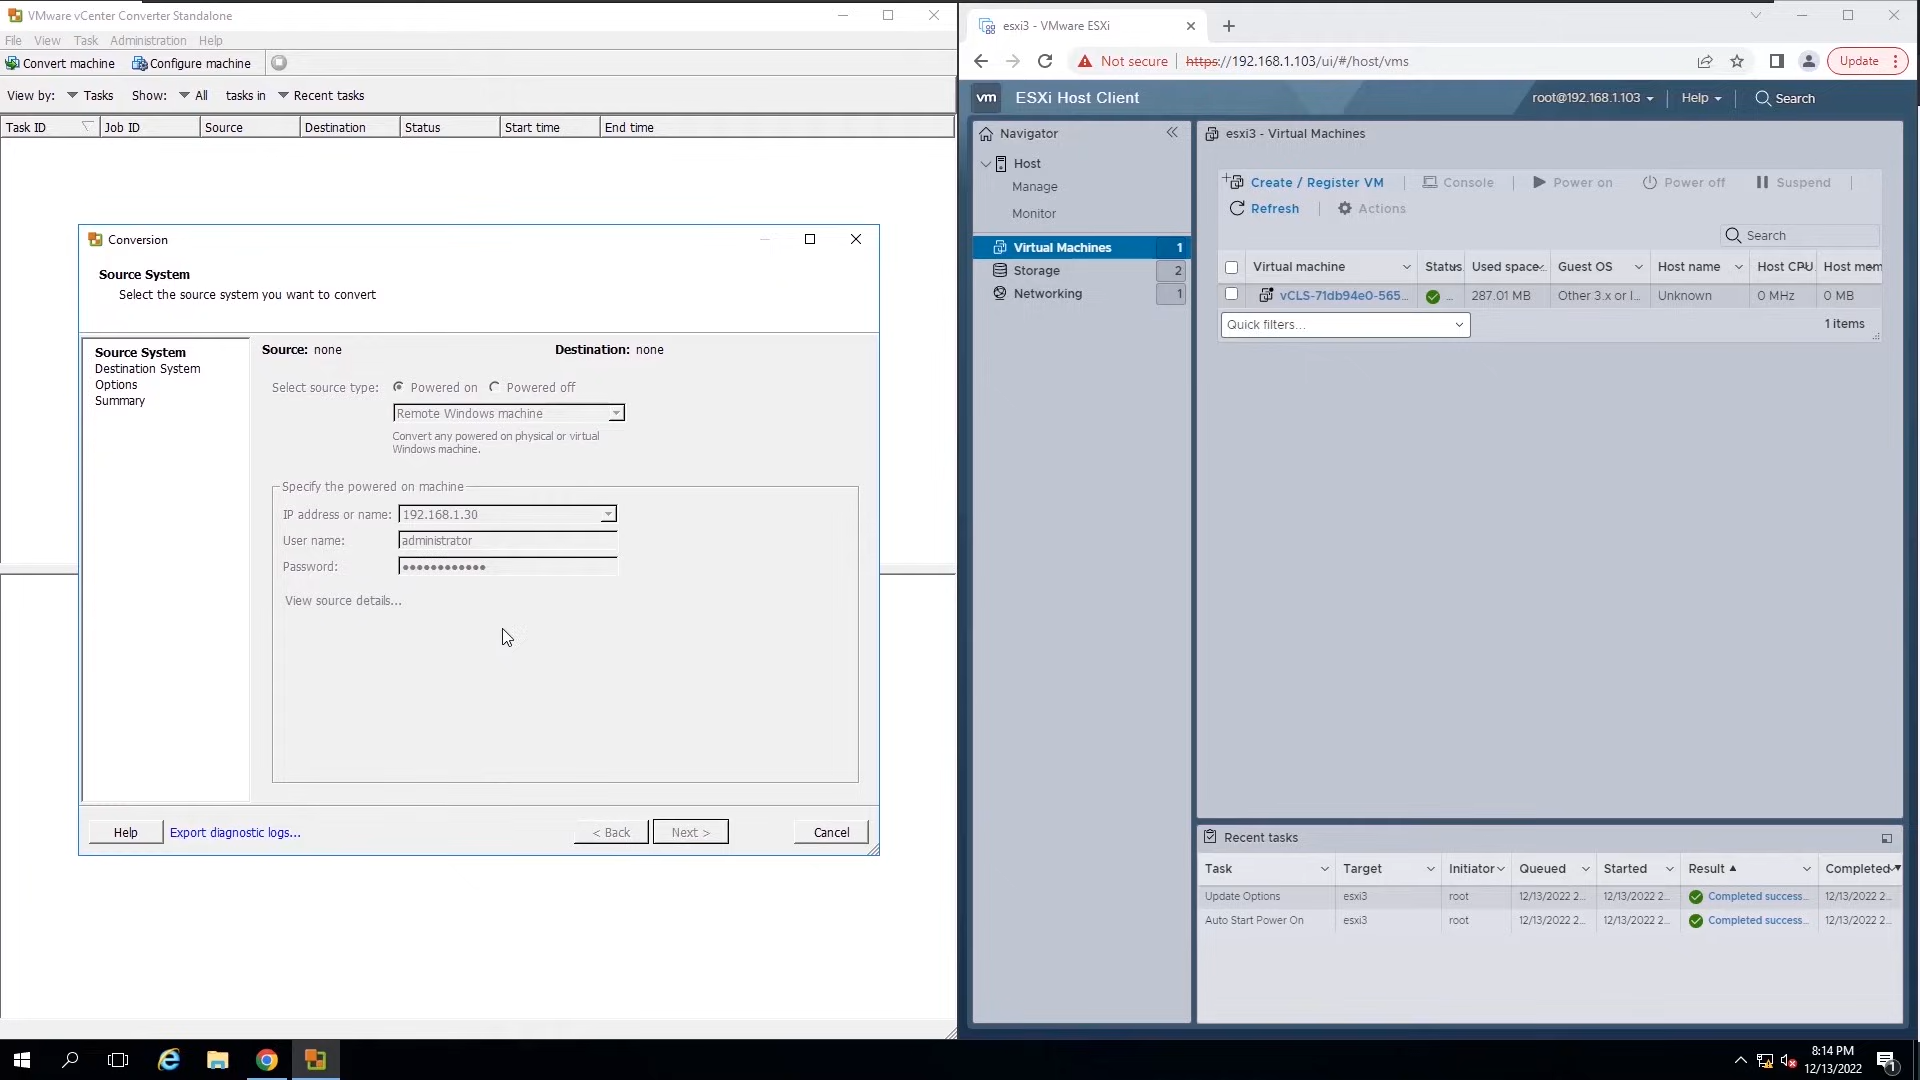 VMware vCenter Converter Standalone
File View Task Administration Help
Convert machine Configure machine
View by: Tasks Show: All tasks in Recent tasks
Task ID Job ID Source Destination Status Start time End time
Conversion
Source System
Select the source system you want to convert
Source System
Destination System
Options
Summary
Source: none Destination: none
Select source type: Powered on Powered off
Remote Windows machine
Convert any powered on physical or virtual
Windows machine.
Specify the powered on machine
IP address or name: 192.168.1.30
User name: administrator
Password: ••••••••••••
View source details...
Help Export diagnostic logs... < Back Next > Cancel
esxi3 - VMware ESXi
Not secure https://192.168.1.103/ui/#/host/vms Update
vm ESXi Host Client root@192.168.1.103 Help Search
Navigator
Host
Manage
Monitor
Virtual Machines 1
Storage 2
Networking 1
esxi3 - Virtual Machines
Create / Register VM Console Power on Power off Suspend
Refresh Actions
Search
Virtual machine Status Used space Guest OS Host name Host CPU Host mem
vCLS-71db94e0-565... ... 287.01 MB Other 3.x or l... Unknown 0 MHz 0 MB
Quick filters... 1 items
Recent tasks
Task Target Initiator Queued Started Result Completed
Update Options esxi3 root 12/13/2022 2... 12/13/2022 2... Completed success... 12/13/2022 2...
Auto Start Power On esxi3 root 12/13/2022 2... 12/13/2022 2... Completed success... 12/13/2022 2...
8:14 PM
12/13/2022
1